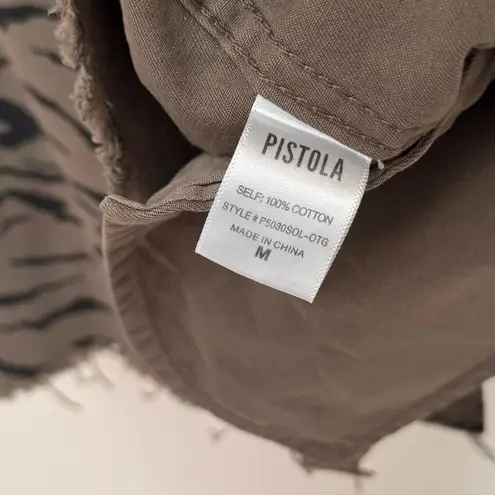 PISTOLA
SELF: 100% COTTON
STYLE# P5030SOL-OTG
MADE IN CHINA
M